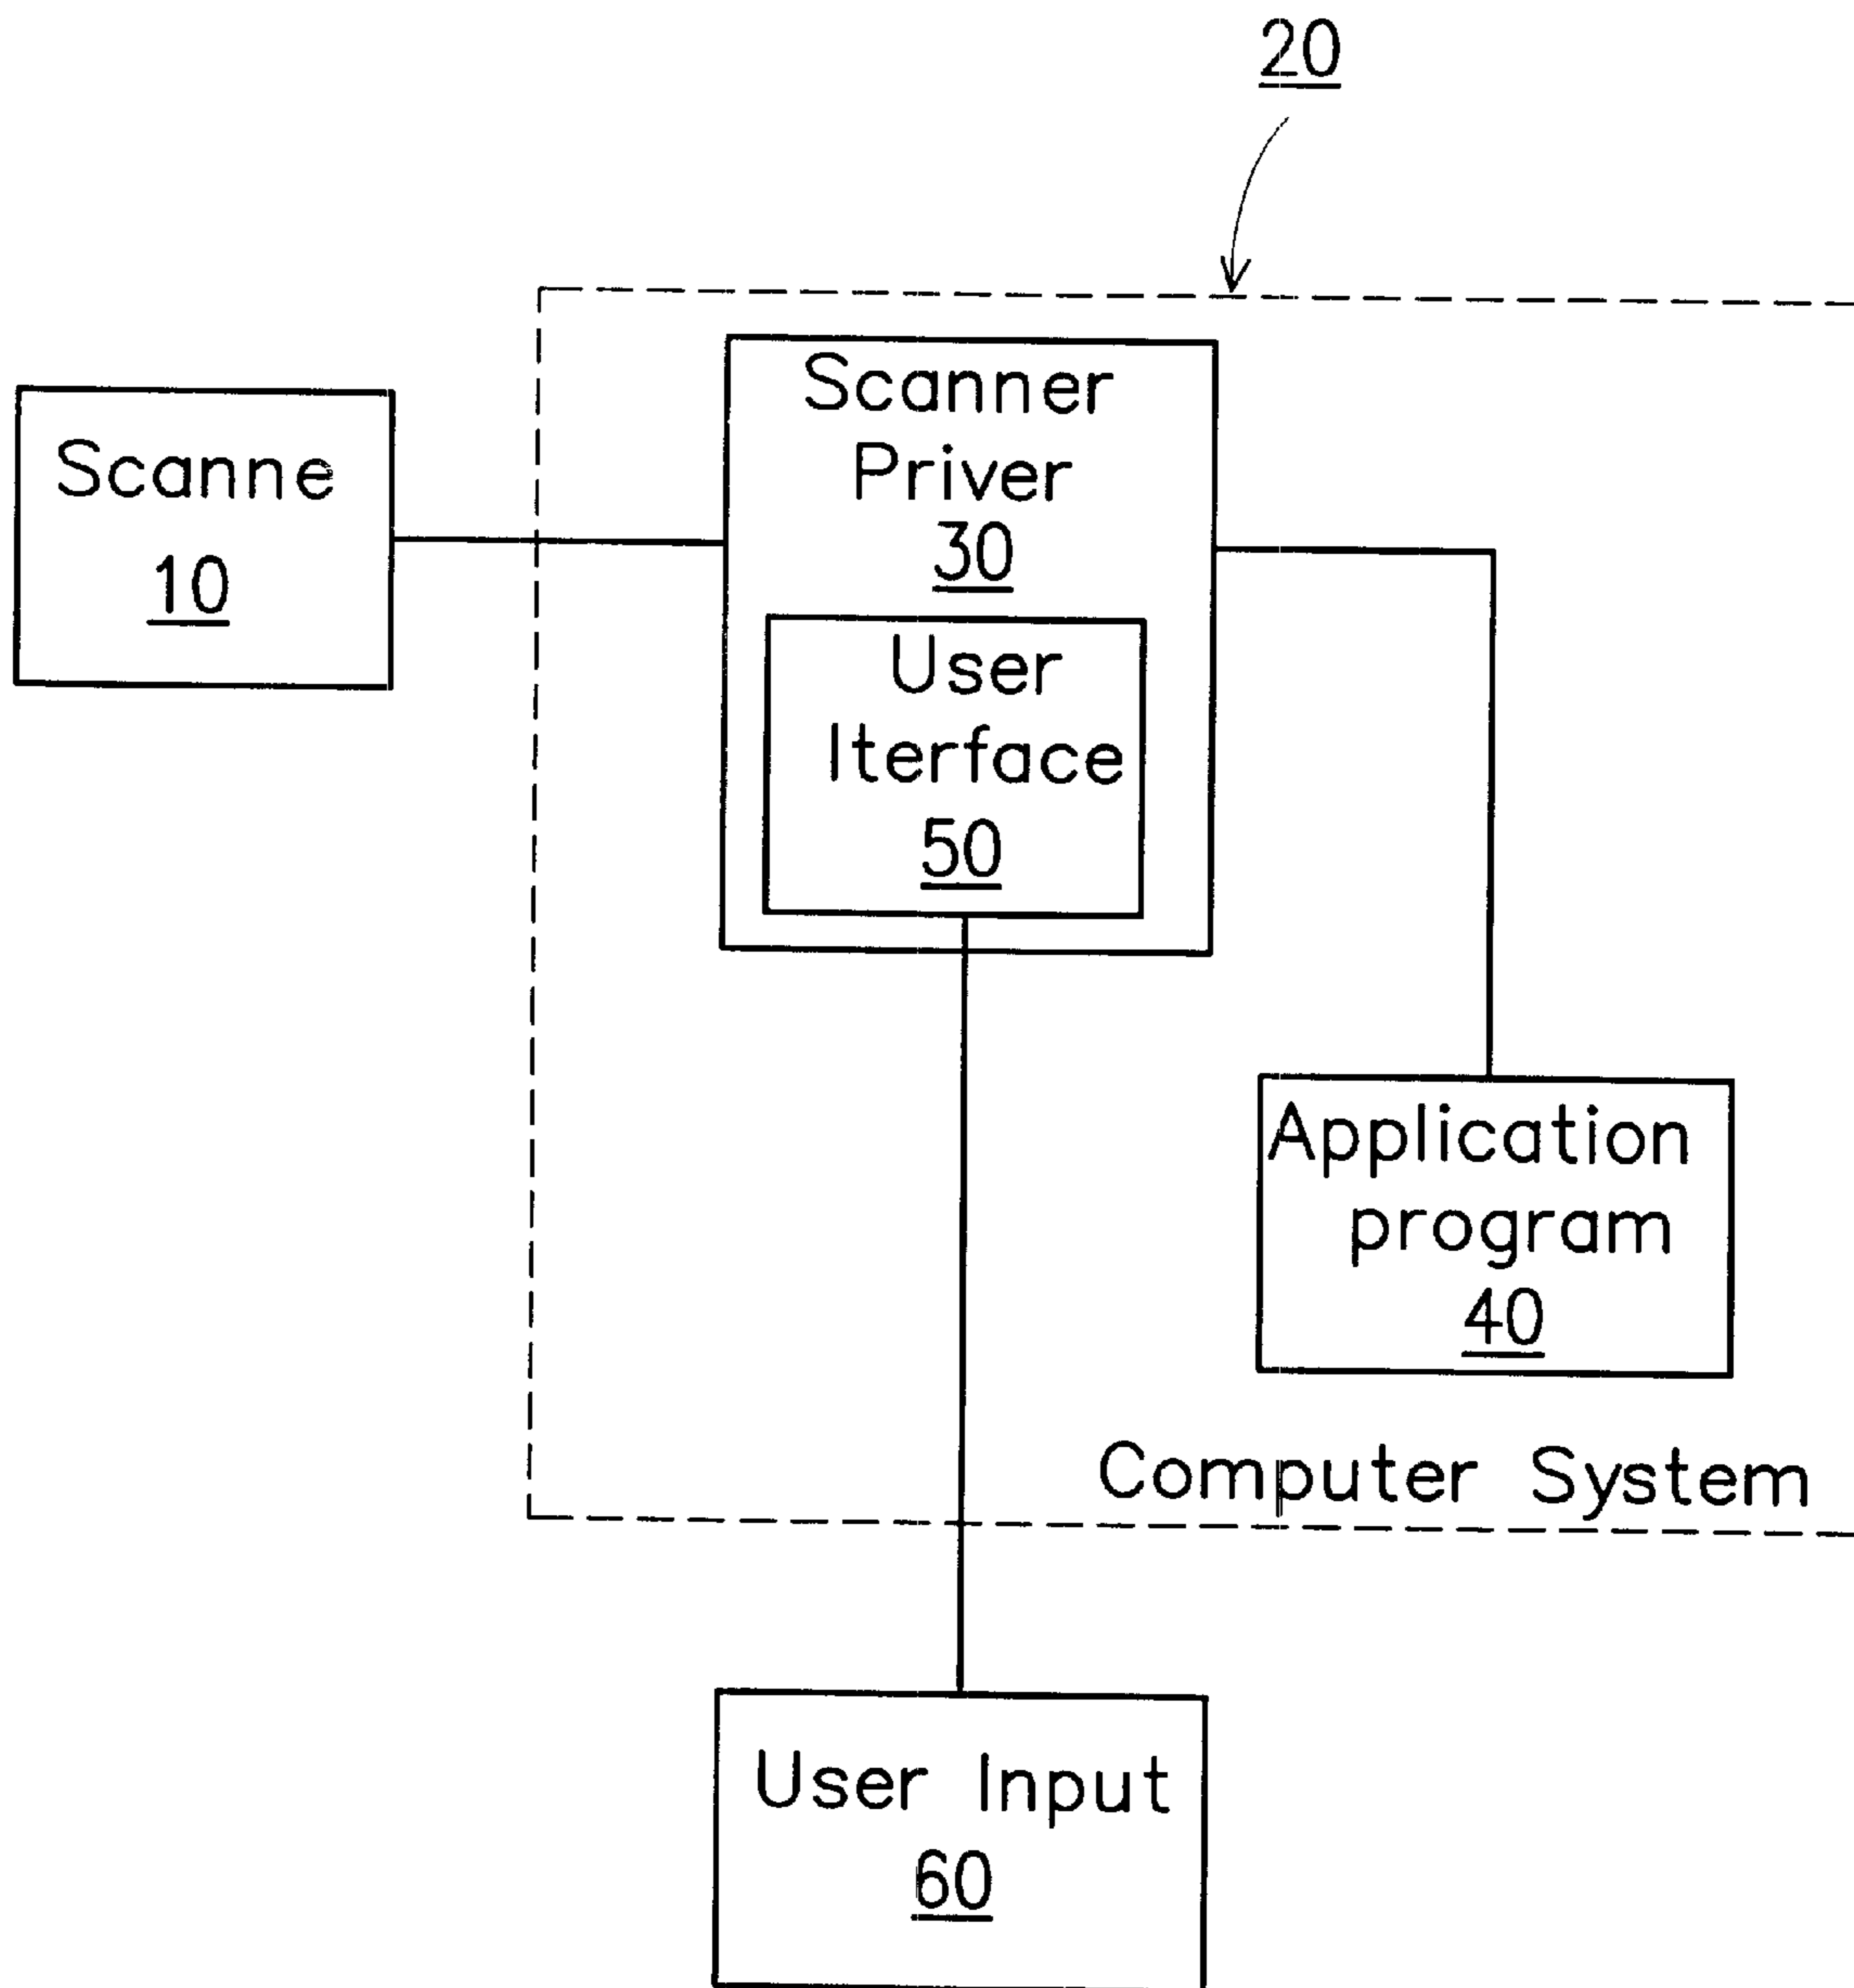 20
Scanne
10
Scanner
Priver
30
User
Iterface
50
Application
program
40
Computer System
User Input
60